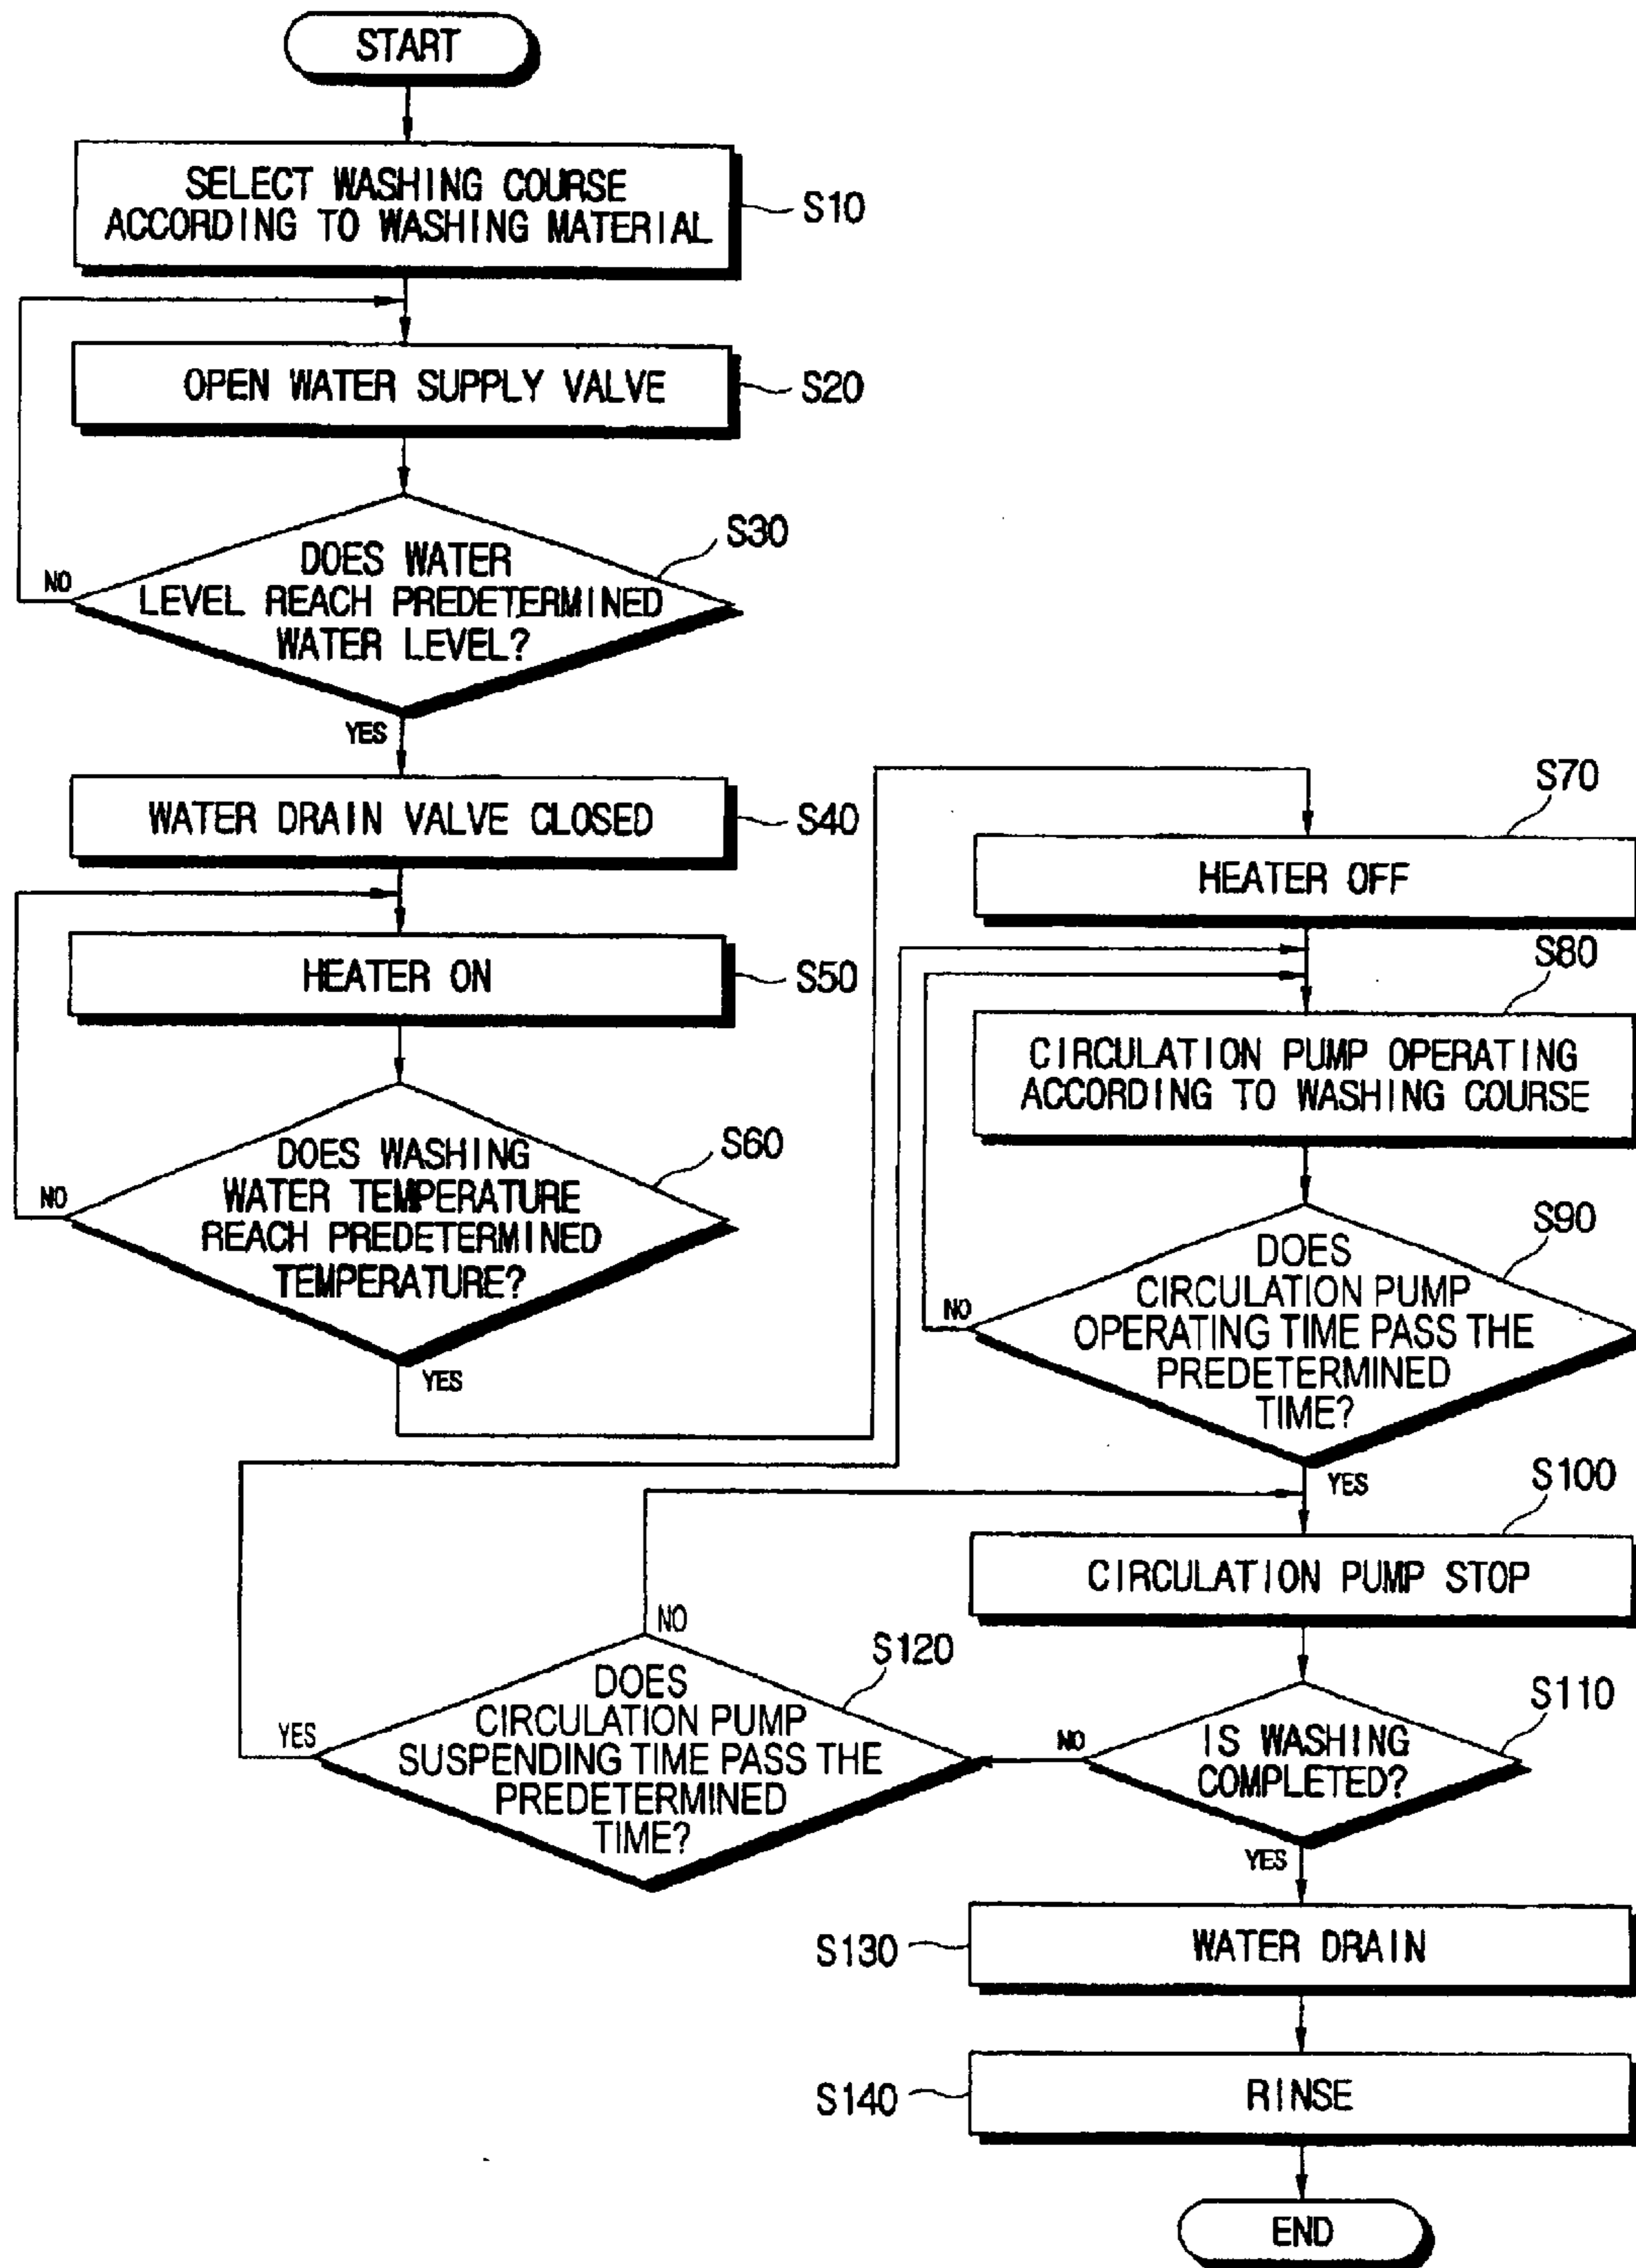 START
SELECT WASHING COURSE
ACCORDING TO WASHING MATERIAL
S10
OPEN WATER SUPPLY VALVE
S20
DOES WATER
LEVEL REACH PREDETERMINED
WATER LEVEL?
S30
NO
YES
WATER DRAIN VALVE CLOSED
S40
HEATER ON
S50
DOES WASHING
WATER TEMPERATURE
REACH PREDETERMINED
TEMPERATURE?
S60
NO
YES
S70
HEATER OFF
S80
CIRCULATION PUMP OPERATING
ACCORDING TO WASHING COURSE
S90
DOES
CIRCULATION PUMP
OPERATING TIME PASS THE
PREDETERMINED
TIME?
NO
YES
S100
CIRCULATION PUMP STOP
S110
IS WASHING
COMPLETED?
NO
YES
S120
DOES
CIRCULATION PUMP
SUSPENDING TIME PASS THE
PREDETERMINED
TIME?
NO
YES
S130
WATER DRAIN
S140
RINSE
END